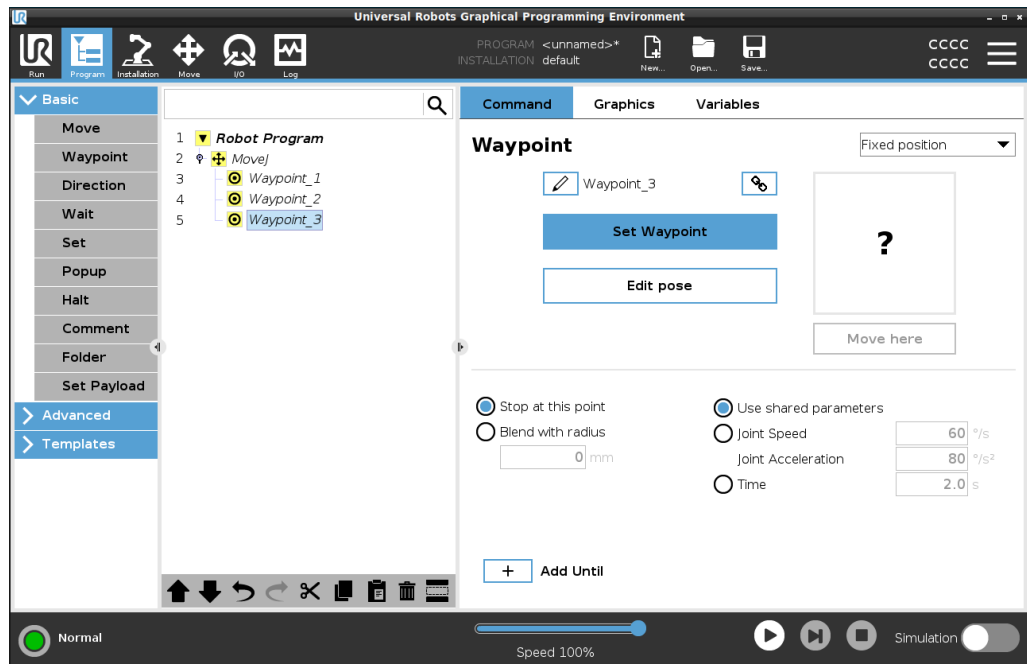 Universal Robots Graphical Programming Environment
PROGRAM <unnamed>*
INSTALLATION default
CCCC
CCCC
Run
Program
Installation
Move
I/O
Log
New...
Open...
Save...
Basic
Move
Waypoint
Direction
Wait
Set
Popup
Halt
Comment
Folder
Set Payload
Advanced
Templates
1 Robot Program
2 MoveJ
3 Waypoint_1
4 Waypoint_2
5 Waypoint_3
Command Graphics Variables
Waypoint
Fixed position
Waypoint_3
Set Waypoint
Edit pose
?
Move here
Stop at this point
Blend with radius
0 mm
Use shared parameters
Joint Speed 60 °/s
Joint Acceleration 80 °/s²
Time 2.0 s
+ Add Until
Normal
Speed 100%
Simulation